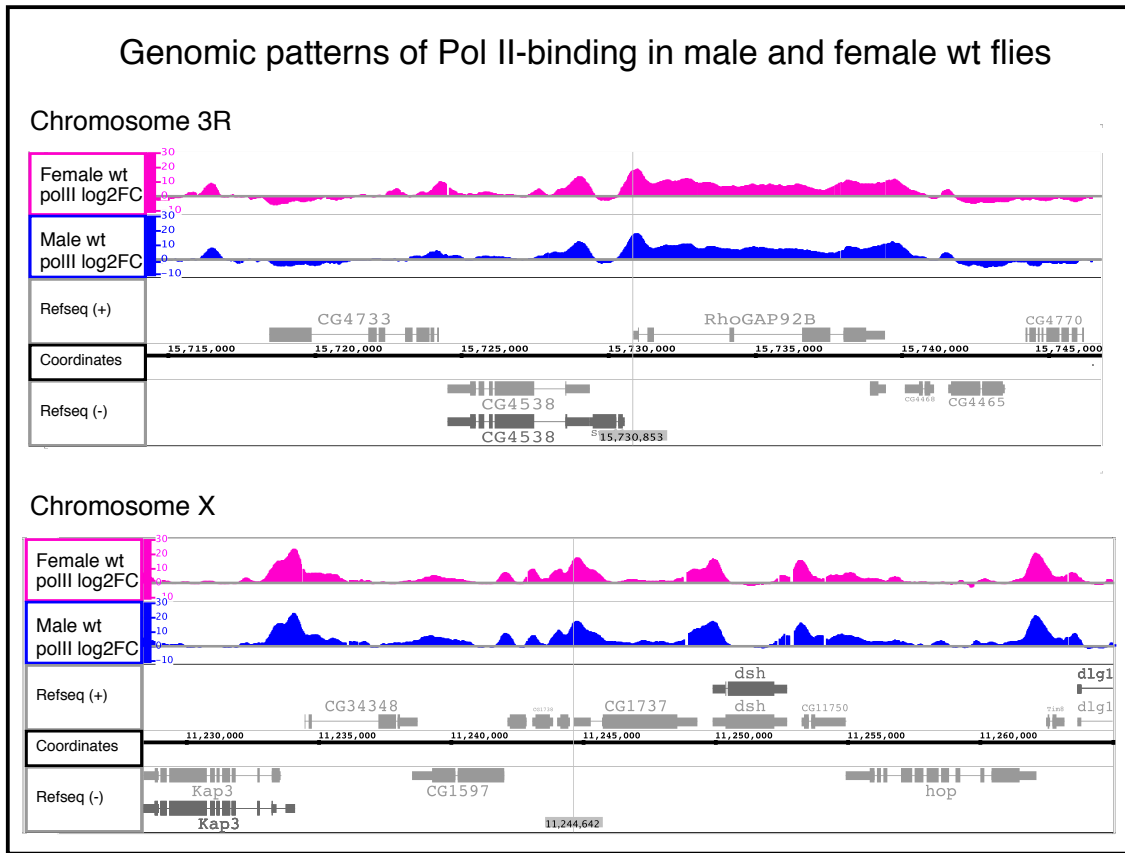 Genomic patterns of Pol II-binding in male and female wt flies
Chromosome 3R
Female wt
polII log2FC
30
20
10
0
-10
Male wt
polII log2FC
30
20
10
0
-10
Refseq (+)
CG4733
RhoGAP92B
CG4770
Coordinates
15,715,000 15,720,000 15,725,000 15,730,000 15,735,000 15,740,000 15,745,000
Refseq (-)
CG4538
CG4468
CG4465
CG4538
15,730,853
Chromosome X
Female wt
polII log2FC
30
20
10
0
-10
Male wt
polII log2FC
30
20
10
0
-10
Refseq (+)
dsh
dlg1
CG34348
CG1738
CG1737
dsh
CG11750
dlg1
Coordinates
11,230,000 11,235,000 11,240,000 11,245,000 11,250,000 11,255,000 11,260,000
Refseq (-)
Kap3
CG1597
hop
Kap3
11,244,642